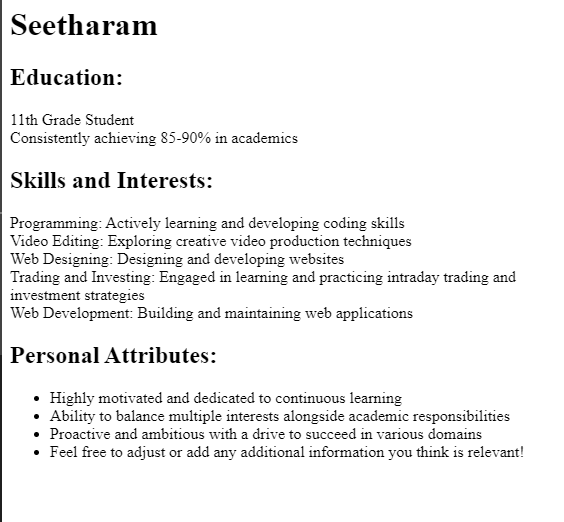 Seetharam
Education:
11th Grade Student
Consistently achieving 85-90% in academics
Skills and Interests:
Programming: Actively learning and developing coding skills
Video Editing: Exploring creative video production techniques
Web Designing: Designing and developing websites
Trading and Investing: Engaged in learning and practicing intraday trading and
investment strategies
Web Development: Building and maintaining web applications
Personal Attributes:
• Highly motivated and dedicated to continuous learning
• Ability to balance multiple interests alongside academic responsibilities
• Proactive and ambitious with a drive to succeed in various domains
• Feel free to adjust or add any additional information you think is relevant!